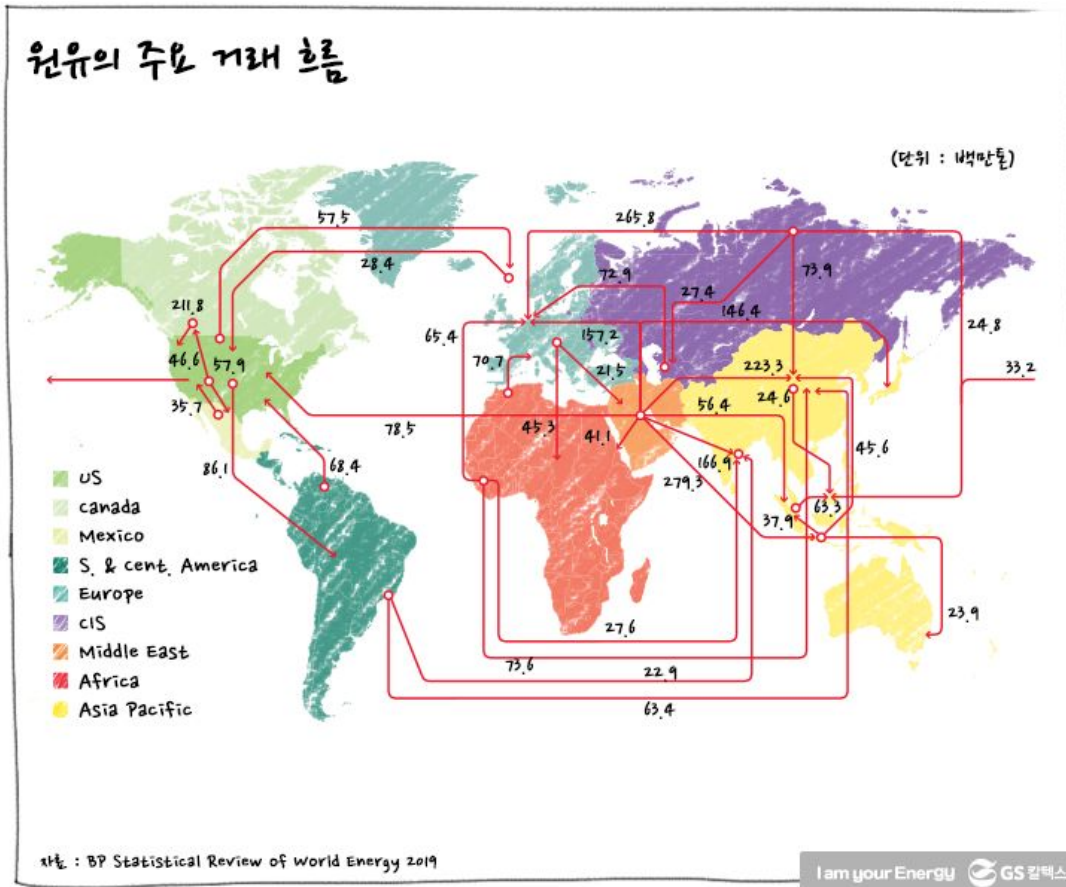 원유의 주요 거래 흐름
(단위 : 백만톤)
57.5
265.8
28.4
72.9
73.9
27.4
211.8
146.4
65.4
157.2
24.8
46.6
57.9
70.7
21.5
223.3
33.2
24.6
35.7
56.4
78.5
45.3
41.1
45.6
86.1
68.4
166.9
279.3
63.3
37.9
US
Canada
Mexico
S. & cent. America
Europe
CIS
Middle East
Africa
Asia Pacific
23.9
27.6
73.6
22.9
63.4
자료 : BP Statistical Review of World Energy 2019
I am your Energy GS칼텍스